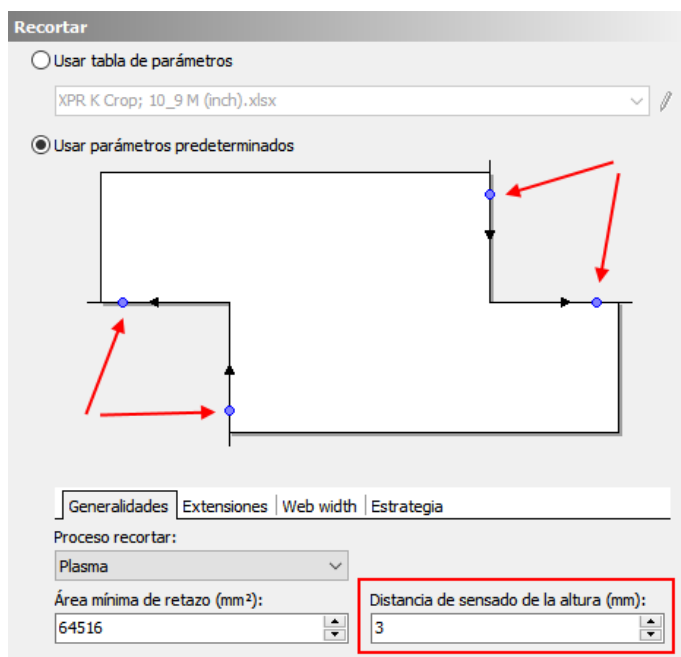 Recortar
Usar tabla de parámetros
XPR K Crop; 10_9 M (inch).xlsx
Usar parámetros predeterminados
Generalidades Extensiones Web width Estrategia
Proceso recortar:
Plasma
Área mínima de retazo (mm²): Distancia de sensado de la altura (mm):
64516 3